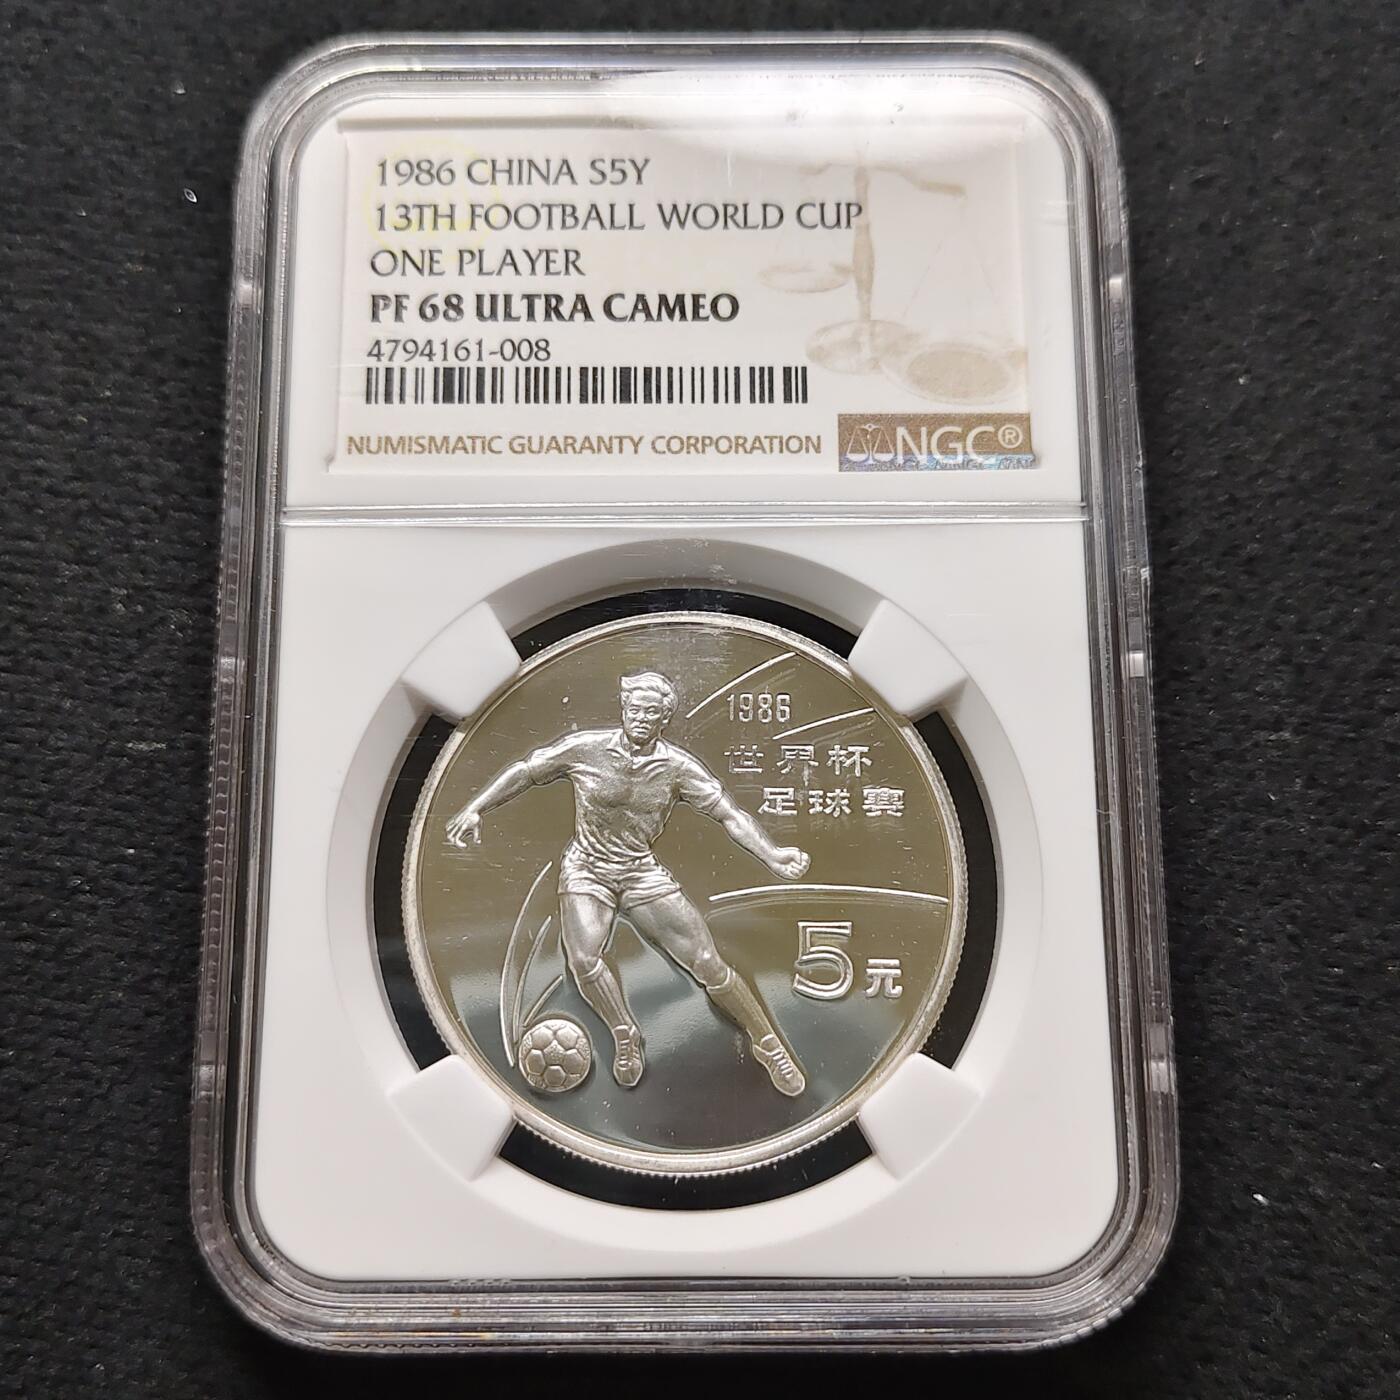 1986 CHINA S5Y
13TH FOOTBALL WORLD CUP
ONE PLAYER
PF 68 ULTRA CAMEO
4794161-008
NUMISMATIC GUARANTY CORPORATION
NGC®
1986
世界杯
足球赛
5元